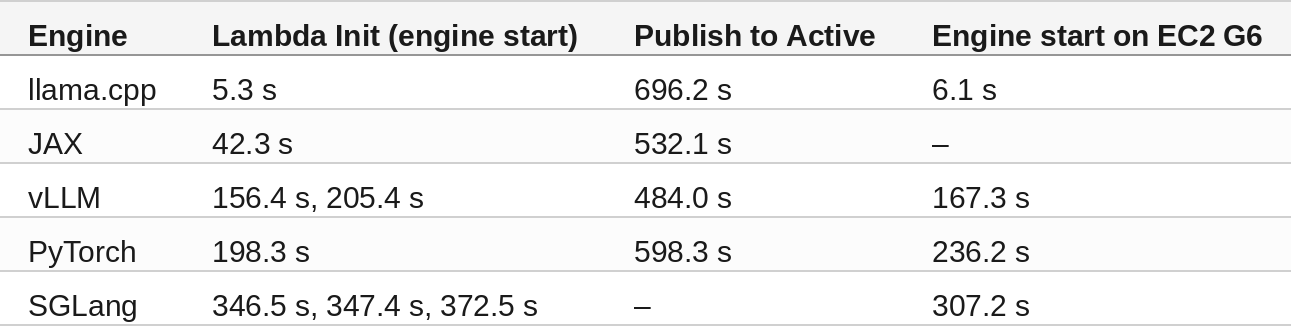 Engine Lambda Init (engine start) Publish to Active Engine start on EC2 G6
llama.cpp 5.3 s 696.2 s 6.1 s
JAX 42.3 s 532.1 s –
vLLM 156.4 s, 205.4 s 484.0 s 167.3 s
PyTorch 198.3 s 598.3 s 236.2 s
SGLang 346.5 s, 347.4 s, 372.5 s – 307.2 s